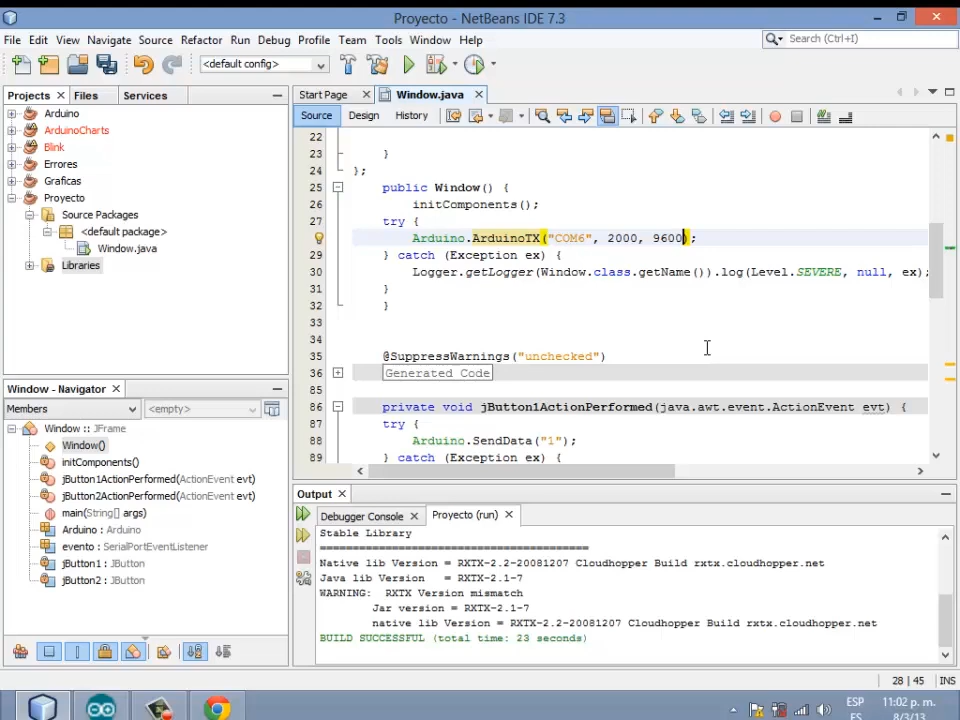 Proyecto - NetBeans IDE 7.3
File Edit View Navigate Source Refactor Run Debug Profile Team Tools Window Help
Search (Ctrl+I)
<default config>
Projects Files Services
Arduino
ArduinoCharts
Blink
Errores
Graficas
Proyecto
Source Packages
<default package>
Window.java
Libraries
Window - Navigator
Members <empty>
Window :: JFrame
Window()
initComponents()
jButton1ActionPerformed(ActionEvent evt)
jButton2ActionPerformed(ActionEvent evt)
main(String[] args)
Arduino : Arduino
evento : SerialPortEventListener
jButton1 : JButton
jButton2 : JButton
Start Page Window.java
Source Design History
22
23 }
24 };
25 public Window() {
26 initComponents();
27 try {
Arduino.ArduinoTX("COM6", 2000, 9600);
29 } catch (Exception ex) {
30 Logger.getLogger(Window.class.getName()).log(Level.SEVERE, null, ex);
31 }
32 }
33
34
35 @SuppressWarnings("unchecked")
36 Generated Code
85
86 private void jButton1ActionPerformed(java.awt.event.ActionEvent evt) {
87 try {
88 Arduino.SendData("1");
89 } catch (Exception ex) {
Output
Debugger Console Proyecto (run)
Stable Library
=========================================
Native lib Version = RXTX-2.2-20081207 Cloudhopper Build rxtx.cloudhopper.net
Java lib Version   = RXTX-2.1-7
WARNING:  RXTX Version mismatch
Jar version = RXTX-2.1-7
native lib Version = RXTX-2.2-20081207 Cloudhopper Build rxtx.cloudhopper.net
BUILD SUCCESSFUL (total time: 23 seconds)
28 | 45 INS
ESP 11:02 p. m.
ES 8/3/13